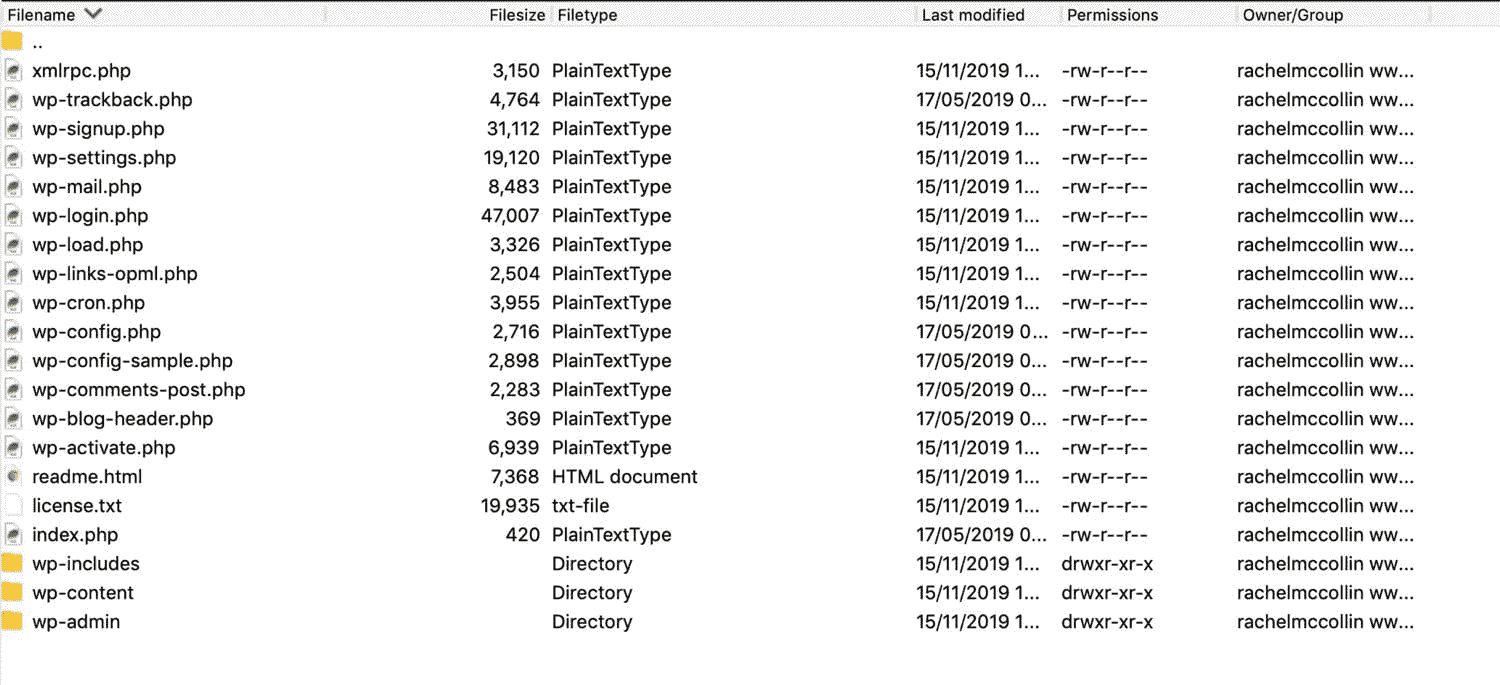 Filename Filesize Filetype Last modified Permissions Owner/Group
..
xmlrpc.php 3,150 PlainTextType 15/11/2019 1... -rw-r--r-- rachelmccollin ww...
wp-trackback.php 4,764 PlainTextType 17/05/2019 0... -rw-r--r-- rachelmccollin ww...
wp-signup.php 31,112 PlainTextType 15/11/2019 1... -rw-r--r-- rachelmccollin ww...
wp-settings.php 19,120 PlainTextType 15/11/2019 1... -rw-r--r-- rachelmccollin ww...
wp-mail.php 8,483 PlainTextType 15/11/2019 1... -rw-r--r-- rachelmccollin ww...
wp-login.php 47,007 PlainTextType 15/11/2019 1... -rw-r--r-- rachelmccollin ww...
wp-load.php 3,326 PlainTextType 15/11/2019 1... -rw-r--r-- rachelmccollin ww...
wp-links-opml.php 2,504 PlainTextType 15/11/2019 1... -rw-r--r-- rachelmccollin ww...
wp-cron.php 3,955 PlainTextType 15/11/2019 1... -rw-r--r-- rachelmccollin ww...
wp-config.php 2,716 PlainTextType 17/05/2019 0... -rw-r--r-- rachelmccollin ww...
wp-config-sample.php 2,898 PlainTextType 17/05/2019 0... -rw-r--r-- rachelmccollin ww...
wp-comments-post.php 2,283 PlainTextType 17/05/2019 0... -rw-r--r-- rachelmccollin ww...
wp-blog-header.php 369 PlainTextType 17/05/2019 0... -rw-r--r-- rachelmccollin ww...
wp-activate.php 6,939 PlainTextType 15/11/2019 1... -rw-r--r-- rachelmccollin ww...
readme.html 7,368 HTML document 15/11/2019 1... -rw-r--r-- rachelmccollin ww...
license.txt 19,935 txt-file 15/11/2019 1... -rw-r--r-- rachelmccollin ww...
index.php 420 PlainTextType 17/05/2019 0... -rw-r--r-- rachelmccollin ww...
wp-includes Directory 15/11/2019 1... drwxr-xr-x rachelmccollin ww...
wp-content Directory 15/11/2019 1... drwxr-xr-x rachelmccollin ww...
wp-admin Directory 15/11/2019 1... drwxr-xr-x rachelmccollin ww...